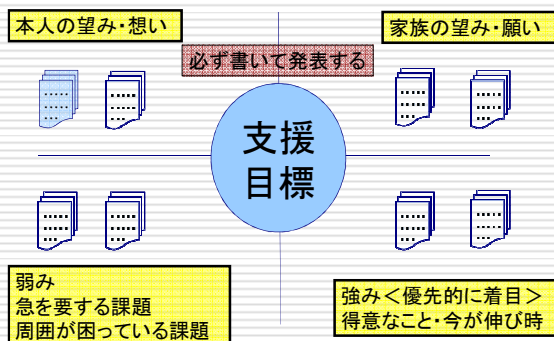 本人の望み・想い
家族の望み・願い
必ず書いて発表する
支援
目標
弱み
急を要する課題
周囲が困っている課題
強み＜優先的に着目＞
得意なこと・今が伸び時